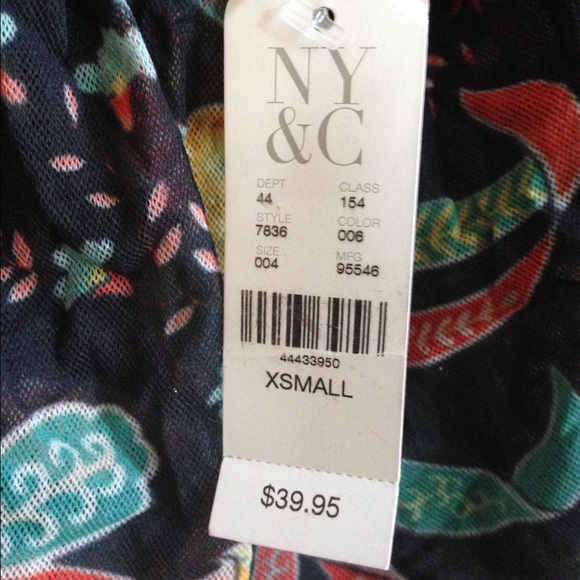 NY
&C
DEPT CLASS
44 154
STYLE COLOR
7836 006
SIZE MFG
004 95546
44433950
XSMALL
$39.95